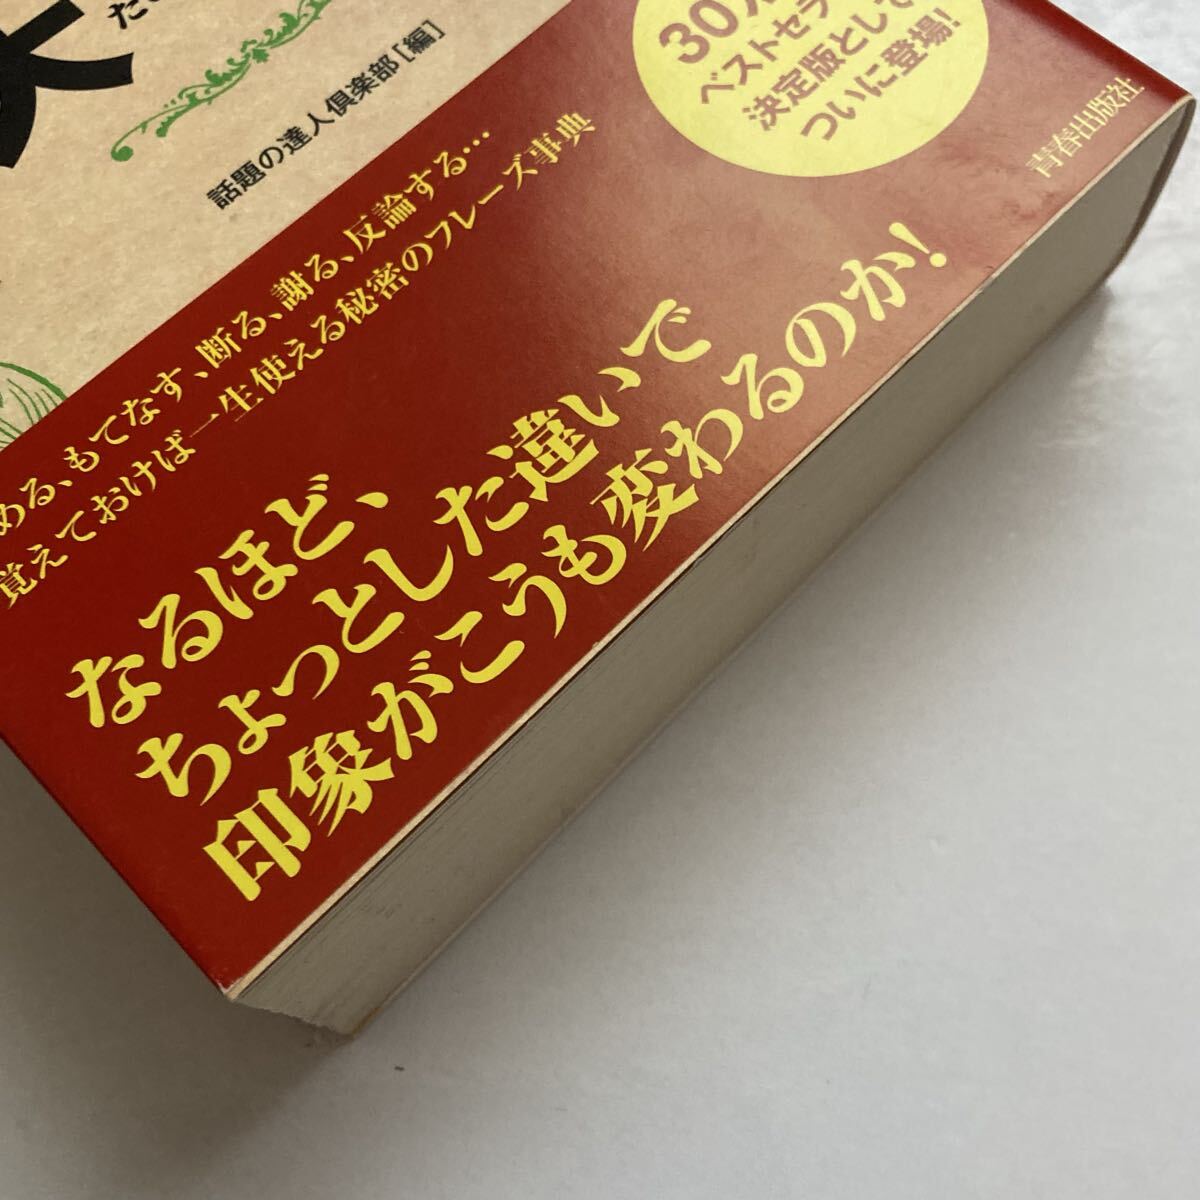 大
話題の達人倶楽部[編]
30万
ベストセラ
決定版として
ついに登場!
青春出版社
める、もてなす、断る、謝る、反論する…
覚えておけば一生使える秘密のフレーズ事典
なるほど、
ちょっとした違いで
印象がこうも変わるのか!